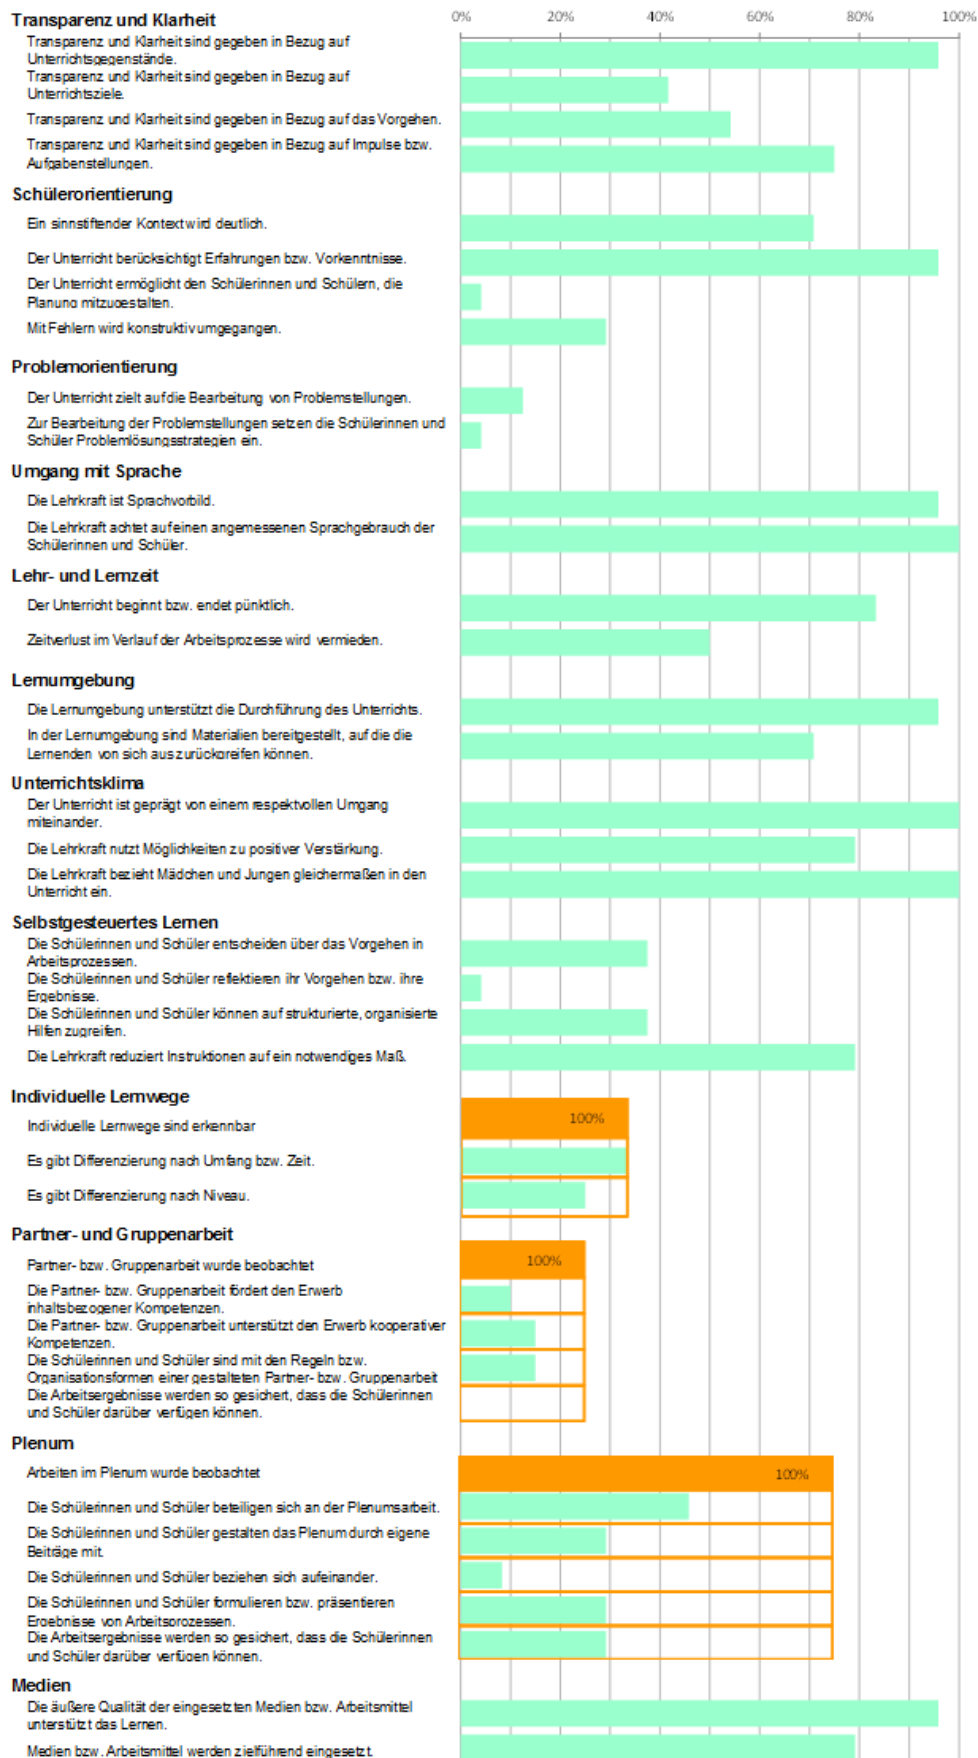 Transparenz und Klarheit
0% 20% 40% 60% 80% 100%
Transparenz und Klarheit sind gegeben in Bezug auf
Unterrichtsgegenstände.
Transparenz und Klarheit sind gegeben in Bezug auf
Unterrichtsziele.
Transparenz und Klarheit sind gegeben in Bezug auf das Vorgehen.
Transparenz und Klarheit sind gegeben in Bezug auf Impulse bzw.
Aufgabenstellungen.
Schülerorientierung
Ein sinnstiftender Kontext wird deutlich.
Der Unterricht berücksichtigt Erfahrungen bzw. Vorkenntnisse.
Der Unterricht ermöglicht den Schülerinnen und Schülern, die
Planung mitzugestalten.
Mit Fehlern wird konstruktiv umgegangen.
Problemorientierung
Der Unterricht zielt auf die Bearbeitung von Problemstellungen.
Zur Bearbeitung der Problemstellungen setzen die Schülerinnen und
Schüler Problemlösungsstrategien ein.
Umgang mit Sprache
Die Lehrkraft ist Sprachvorbild.
Die Lehrkraft achtet auf einen angemessenen Sprachgebrauch der
Schülerinnen und Schüler.
Lehr- und Lernzeit
Der Unterricht beginnt bzw. endet pünktlich.
Zeitverlust im Verlauf der Arbeitsprozesse wird vermieden.
Lernumgebung
Die Lernumgebung unterstützt die Durchführung des Unterrichts.
In der Lernumgebung sind Materialien bereitgestellt, auf die die
Lernenden von sich aus zurückgreifen können.
Unterrichtsklima
Der Unterricht ist geprägt von einem respektvollen Umgang
miteinander.
Die Lehrkraft nutzt Möglichkeiten zu positiver Verstärkung.
Die Lehrkraft bezieht Mädchen und Jungen gleichermaßen in den
Unterricht ein.
Selbstgesteuertes Lernen
Die Schülerinnen und Schüler entscheiden über das Vorgehen in
Arbeitsprozessen.
Die Schülerinnen und Schüler reflektieren ihr Vorgehen bzw. ihre
Ergebnisse.
Die Schülerinnen und Schüler können auf strukturierte, organisierte
Hilfen zugreifen.
Die Lehrkraft reduziert Instruktionen auf ein notwendiges Maß.
Individuelle Lernwege
100%
Individuelle Lernwege sind erkennbar
Es gibt Differenzierung nach Umfang bzw. Zeit.
Es gibt Differenzierung nach Niveau.
Partner- und Gruppenarbeit
Partner- bzw. Gruppenarbeit wurde beobachtet 100%
Die Partner- bzw. Gruppenarbeit fördert den Erwerb
inhaltsbezogener Kompetenzen.
Die Partner- bzw. Gruppenarbeit unterstützt den Erwerb kooperativer
Kompetenzen.
Die Schülerinnen und Schüler sind mit den Regeln bzw.
Organisationsformen einer gestalteten Partner- bzw. Gruppenarbeit
Die Arbeitsergebnisse werden so gesichert, dass die Schülerinnen
und Schüler darüber verfügen können.
Plenum
Arbeiten im Plenum wurde beobachtet 100%
Die Schülerinnen und Schüler beteiligen sich an der Plenumsarbeit.
Die Schülerinnen und Schüler gestalten das Plenum durch eigene
Beiträge mit.
Die Schülerinnen und Schüler beziehen sich aufeinander.
Die Schülerinnen und Schüler formulieren bzw. präsentieren
Ergebnisse von Arbeitsprozessen.
Die Arbeitsergebnisse werden so gesichert, dass die Schülerinnen
und Schüler darüber verfügen können.
Medien
Die äußere Qualität der eingesetzten Medien bzw. Arbeitsmittel
unterstützt das Lernen.
Medien bzw. Arbeitsmittel werden zielführend eingesetzt.